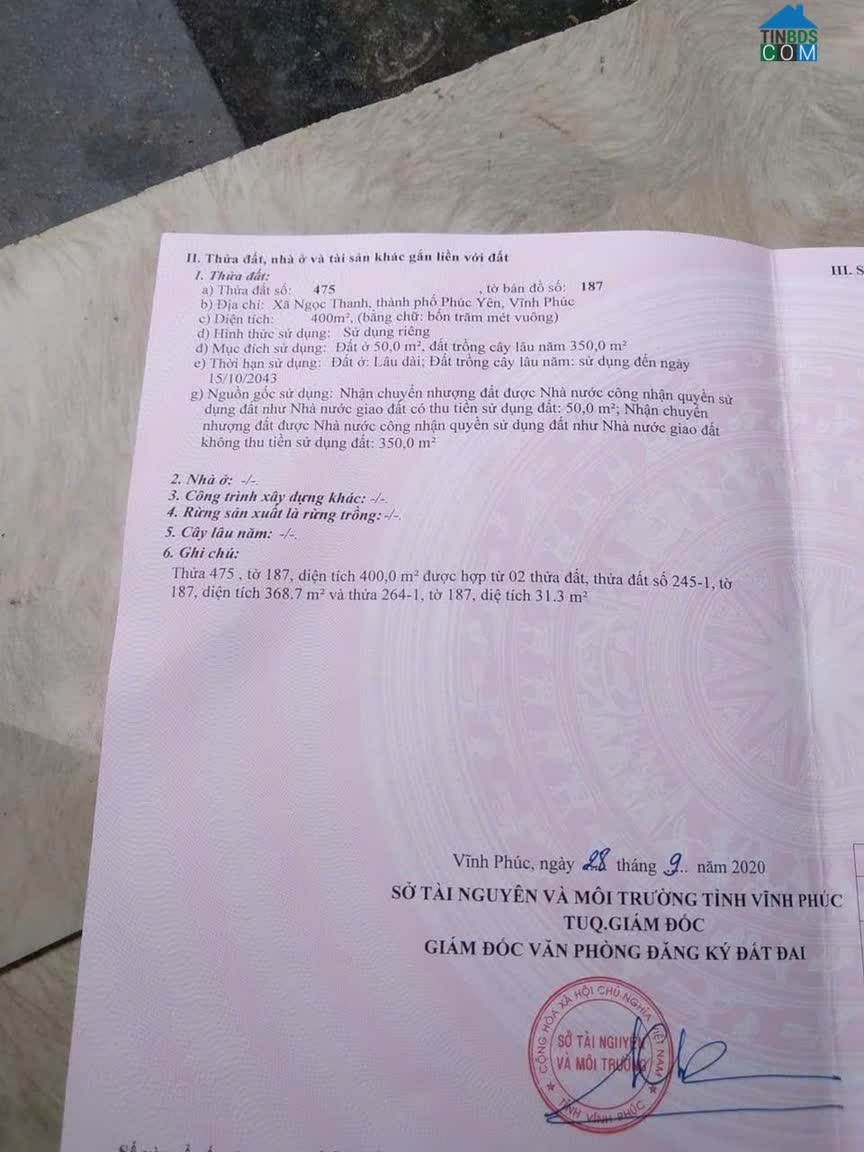 TINBDS
COM
II. Thửa đất, nhà ở và tài sản khác gắn liền với đất
III. S
1. Thửa đất:
a) Thửa đất số: 475 , tờ bản đồ số: 187
b) Địa chỉ: Xã Ngọc Thanh, thành phố Phúc Yên, Vĩnh Phúc
c) Diện tích: 400m², (bằng chữ: bốn trăm mét vuông)
d) Hình thức sử dụng: Sử dụng riêng
đ) Mục đích sử dụng: Đất ở 50,0 m², đất trồng cây lâu năm 350,0 m²
e) Thời hạn sử dụng: Đất ở: Lâu dài; Đất trồng cây lâu năm: sử dụng đến ngày
15/10/2043
g) Nguồn gốc sử dụng: Nhận chuyển nhượng đất được Nhà nước công nhận quyền sử
dụng đất như Nhà nước giao đất có thu tiền sử dụng đất: 50,0 m²; Nhận chuyển
nhượng đất được Nhà nước công nhận quyền sử dụng đất như Nhà nước giao đất
không thu tiền sử dụng đất: 350,0 m²
2. Nhà ở: -/-.
3. Công trình xây dựng khác: -/-.
4. Rừng sản xuất là rừng trồng: -/-.
5. Cây lâu năm: -/-.
6. Ghi chú:
Thửa 475 , tờ 187, diện tích 400,0 m² được hợp từ 02 thửa đất, thửa đất số 245-1, tờ
187, diện tích 368.7 m² và thửa 264-1, tờ 187, diệ tích 31.3 m²
Vĩnh Phúc, ngày 28 tháng 9.. năm 2020
SỞ TÀI NGUYÊN VÀ MÔI TRƯỜNG TỈNH VĨNH PHÚC
TUQ.GIÁM ĐỐC
GIÁM ĐỐC VĂN PHÒNG ĐĂNG KÝ ĐẤT ĐAI
CỘNG HÒA XÃ HỘI CHỦ NGHĨA VIỆT NAM
SỞ TÀI NGUYÊN
VÀ MÔI TRƯỜNG
TỈNH VĨNH PHÚC